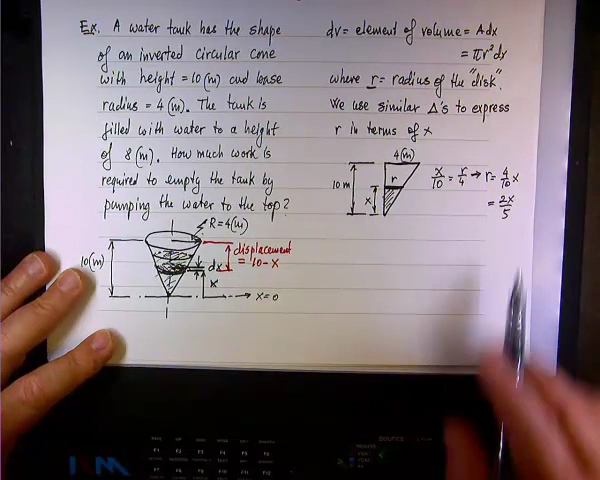 Ex. A water tank has the shape
of an inverted circular cone
with height = 10 (m) and base
radius = 4 (m). The tank is
filled with water to a height
of 8 (m). How much work is
required to empty the tank by
pumping the water to the top?
R = 4(m)
10(m)
displacement
= 10-x
dx
x
x=0
dv = element of volume = Adx
= πr²dx
where r = radius of the "disk".
We use similar Δ's to express
r in terms of x
4(m)
10 m
r
x
x/10 = r/4 → r = 4/10 x
= 2x/5